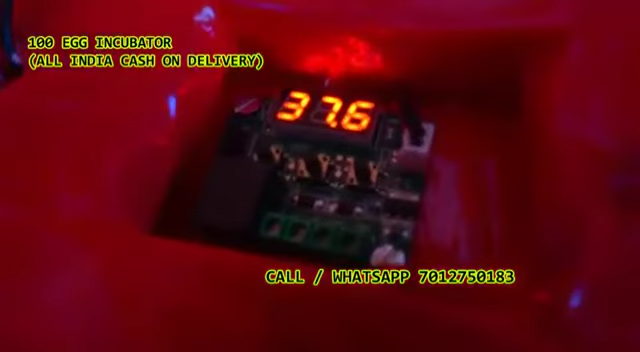 100 EGG INCUBATOR
(ALL INDIA CASH ON DELIVERY)
37.6
CALL / WHATSAPP 7012750183